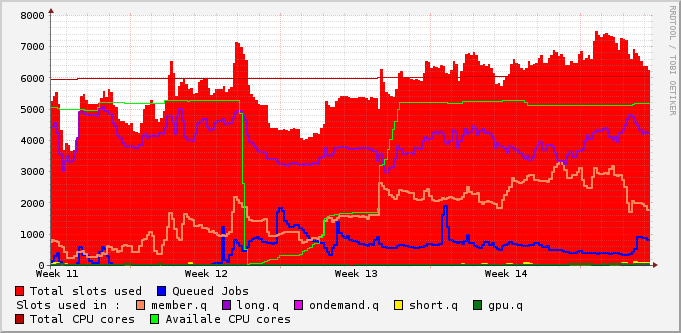 8000
7000
6000
5000
4000
3000
2000
1000
0
Week 11 Week 12 Week 13 Week 14
Total slots used Queued Jobs
Slots used in : member.q long.q ondemand.q short.q gpu.q
Total CPU cores Availale CPU cores
RRDTOOL / TOBI OETIKER